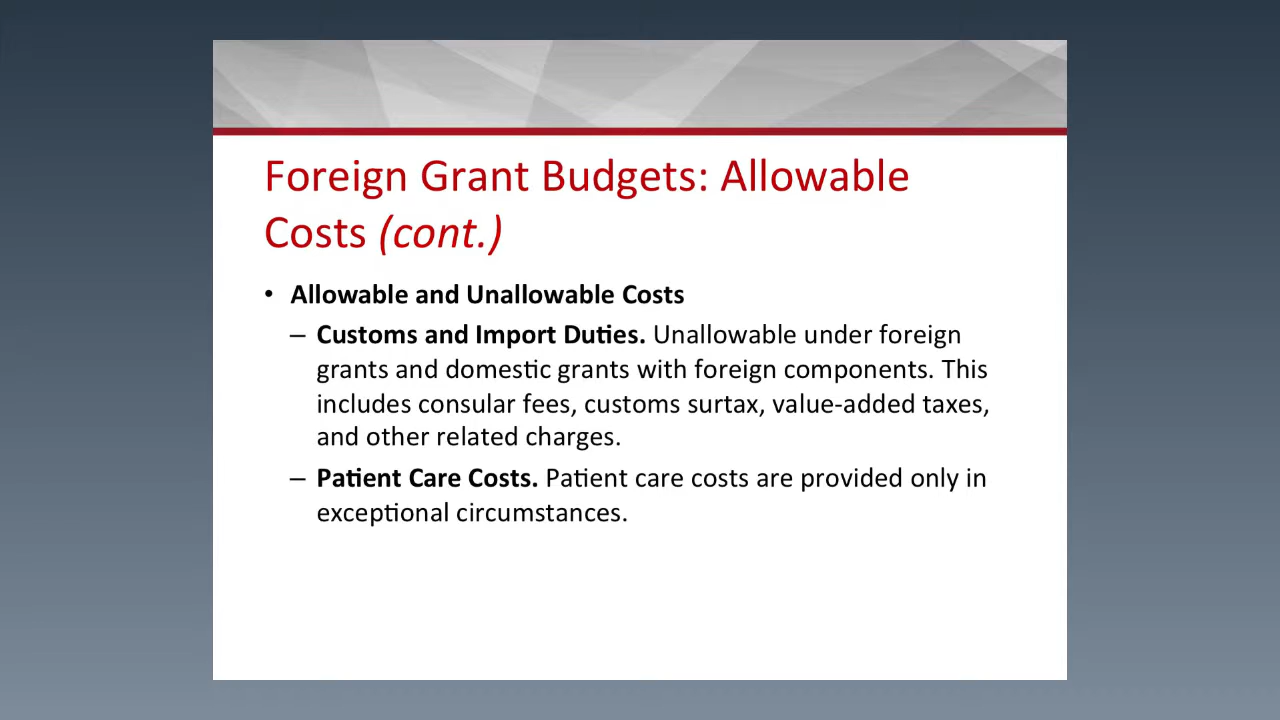 Foreign Grant Budgets: Allowable
Costs (cont.)
• Allowable and Unallowable Costs
– Customs and Import Duties. Unallowable under foreign
grants and domestic grants with foreign components. This
includes consular fees, customs surtax, value-added taxes,
and other related charges.
– Patient Care Costs. Patient care costs are provided only in
exceptional circumstances.